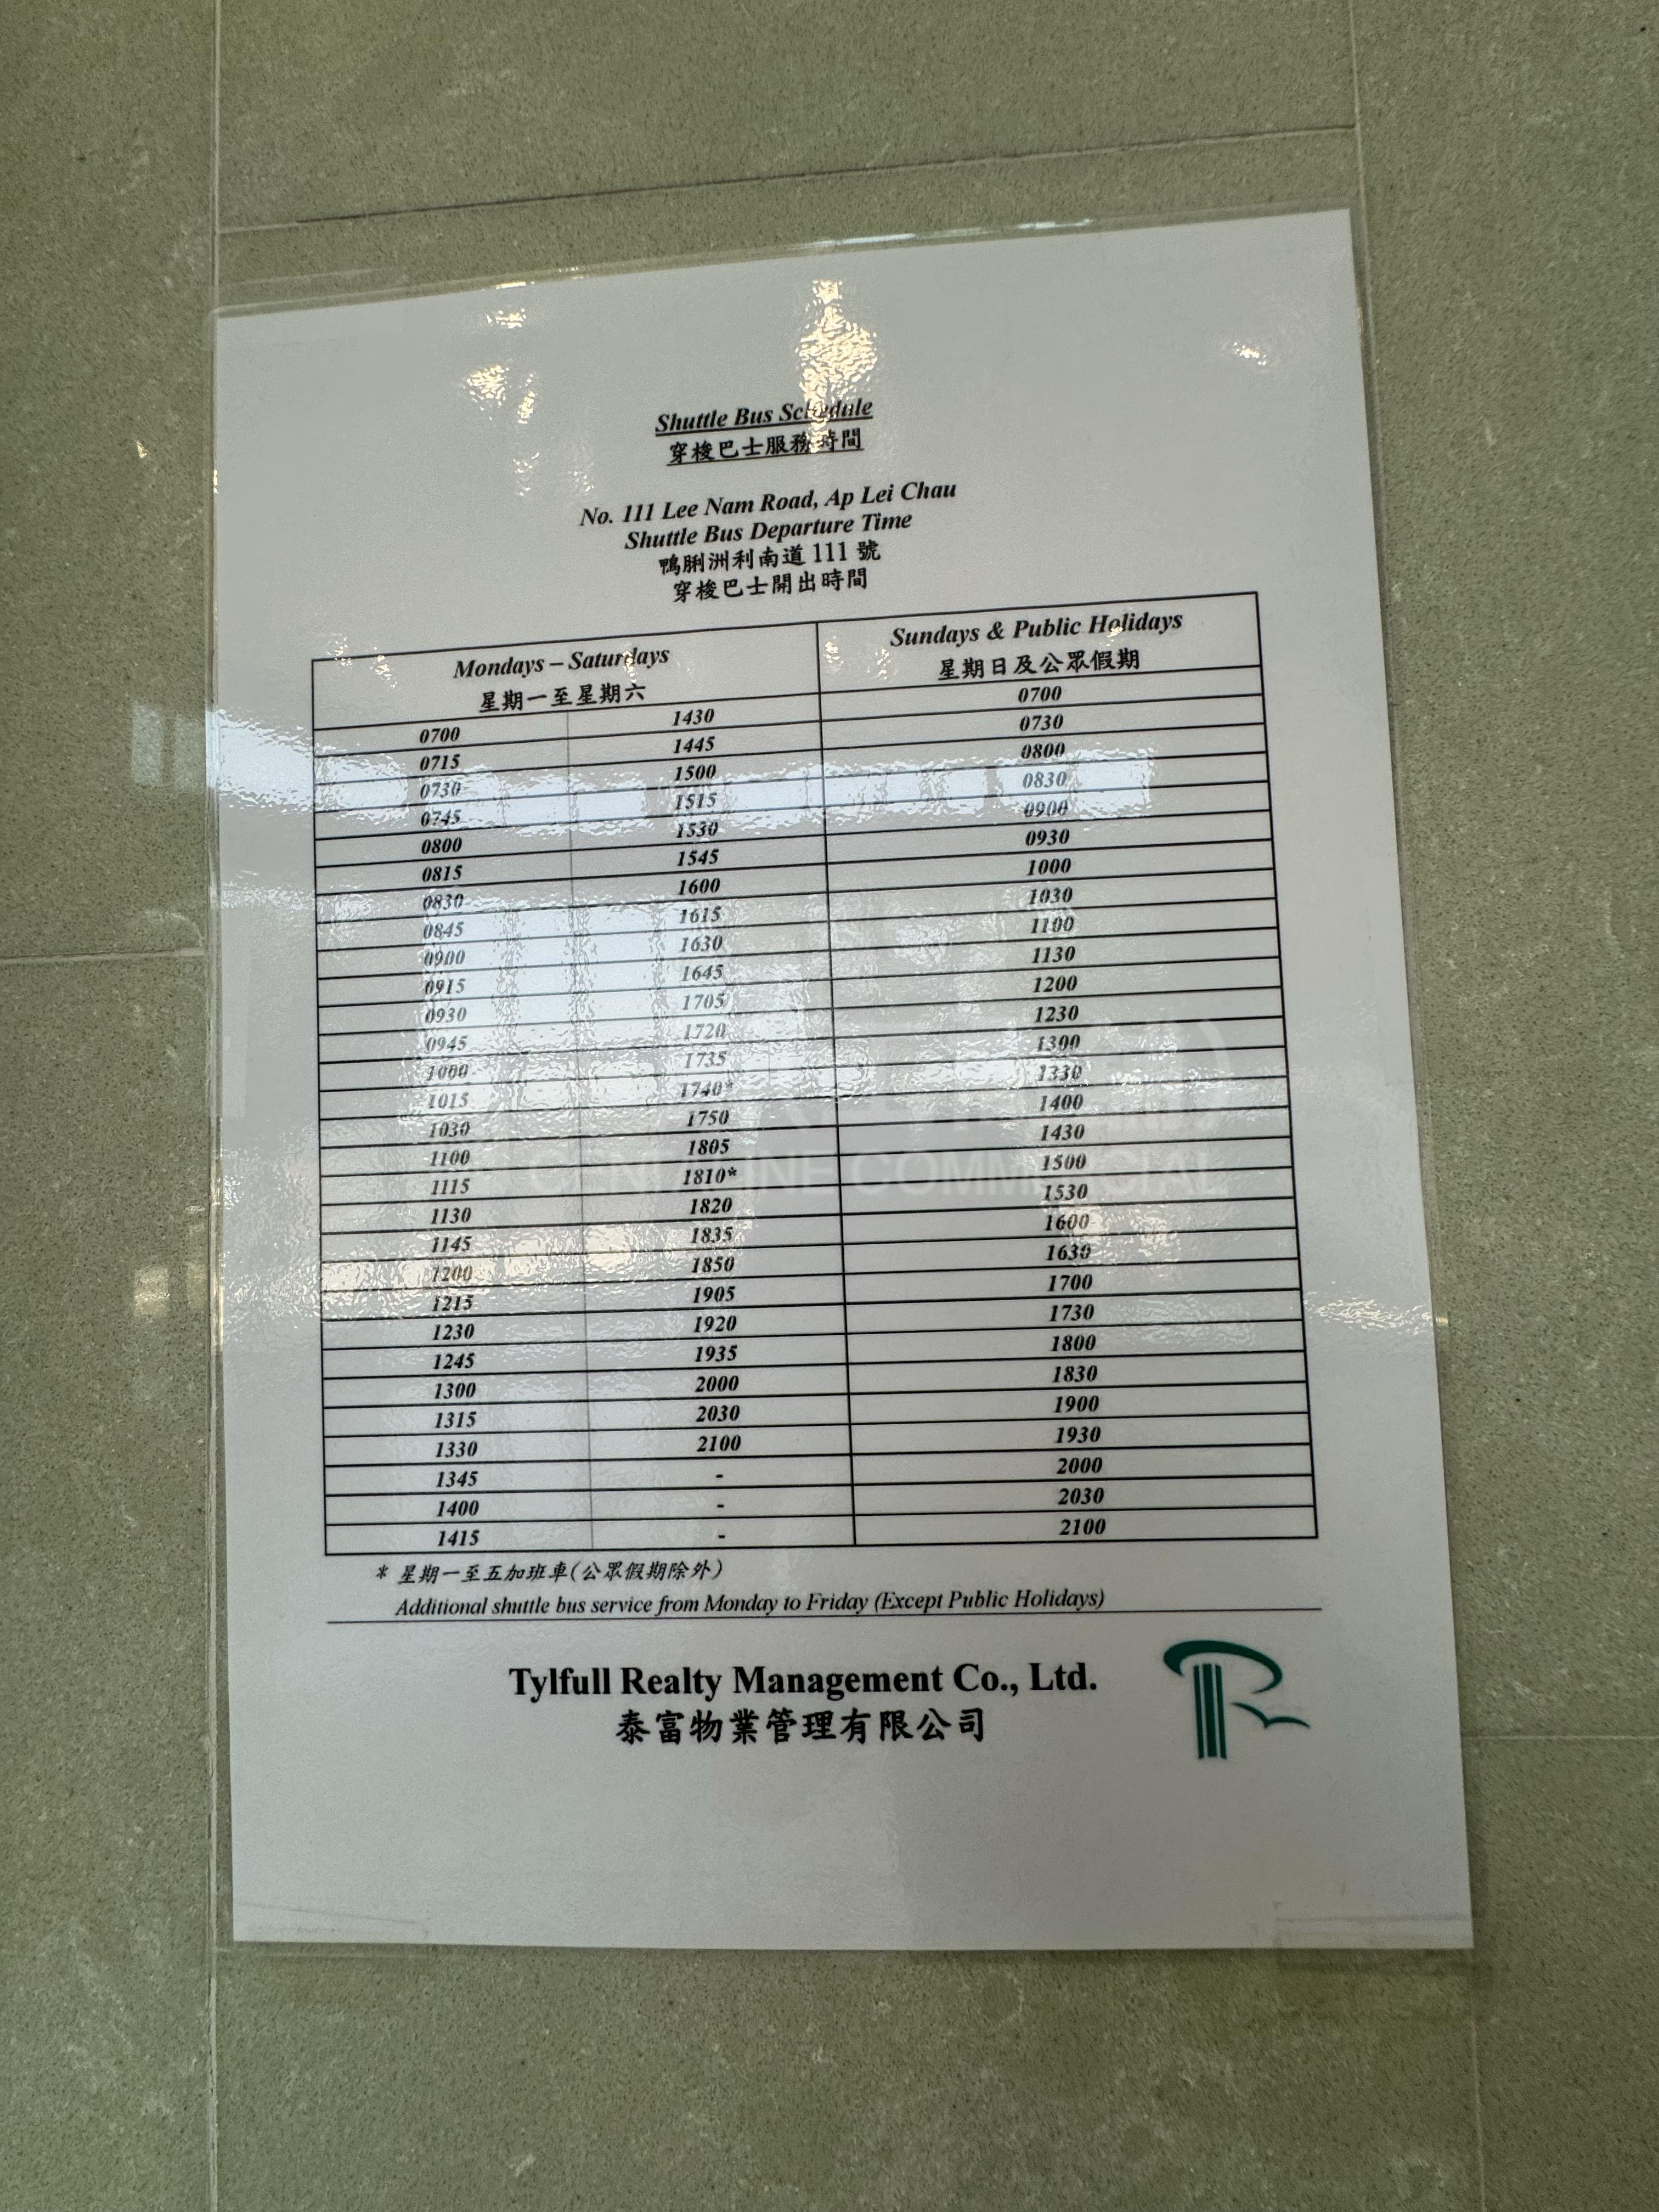 Shuttle Bus Schedule
穿梭巴士服務時間
No. 111 Lee Nam Road, Ap Lei Chau
Shuttle Bus Departure Time
鴨脷洲利南道 111 號
穿梭巴士開出時間
Mondays – Saturdays Sundays & Public Holidays
星期一至星期六 星期日及公眾假期
0700 1430 0700
0715 1445 0730
0730 1500 0800
0745 1515 0830
0800 1530 0900
0815 1545 0930
0830 1600 1000
0845 1615 1030
0900 1630 1100
0915 1645 1130
0930 1705 1200
0945 1720 1230
1000 1735 1300
1015 1740* 1330
1030 1750 1400
1100 1805 1430
1115 1810* 1500
1130 1820 1530
1145 1835 1600
1200 1850 1630
1215 1905 1700
1230 1920 1730
1245 1935 1800
1300 2000 1830
1315 2030 1900
1330 2100 1930
1345 - 2000
1400 - 2030
1415 - 2100
* 星期一至五加班車(公眾假期除外)
Additional shuttle bus service from Monday to Friday (Except Public Holidays)
Tylfull Realty Management Co., Ltd.
泰富物業管理有限公司
CENTALINE COMMERCIAL